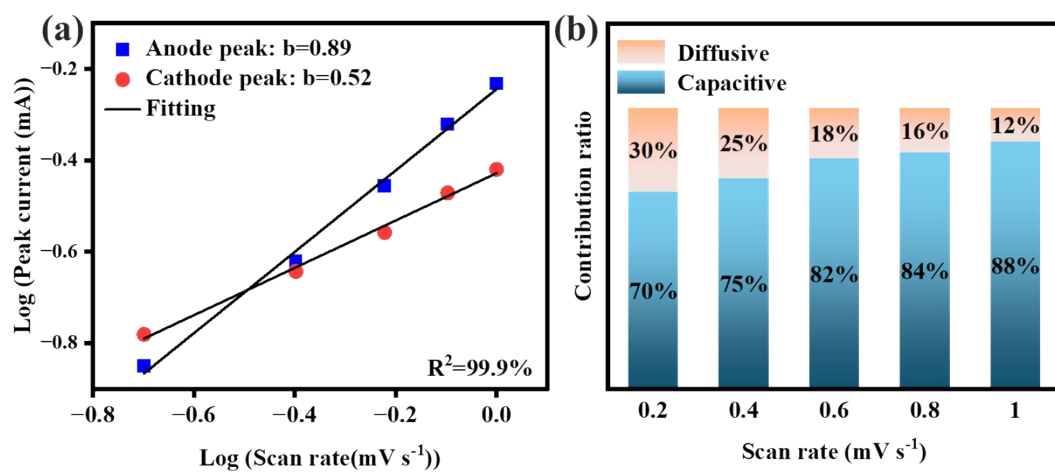 (a)
Anode peak: b=0.89
Cathode peak: b=0.52
Fitting
Log (Peak current (mA))
−0.2
−0.4
−0.6
−0.8
R²=99.9%
−0.8 −0.6 −0.4 −0.2 0.0
Log (Scan rate(mV s⁻¹))
(b)
Diffusive
Capacitive
Contribution ratio
30% 25% 18% 16% 12%
70% 75% 82% 84% 88%
0.2 0.4 0.6 0.8 1
Scan rate (mV s⁻¹)